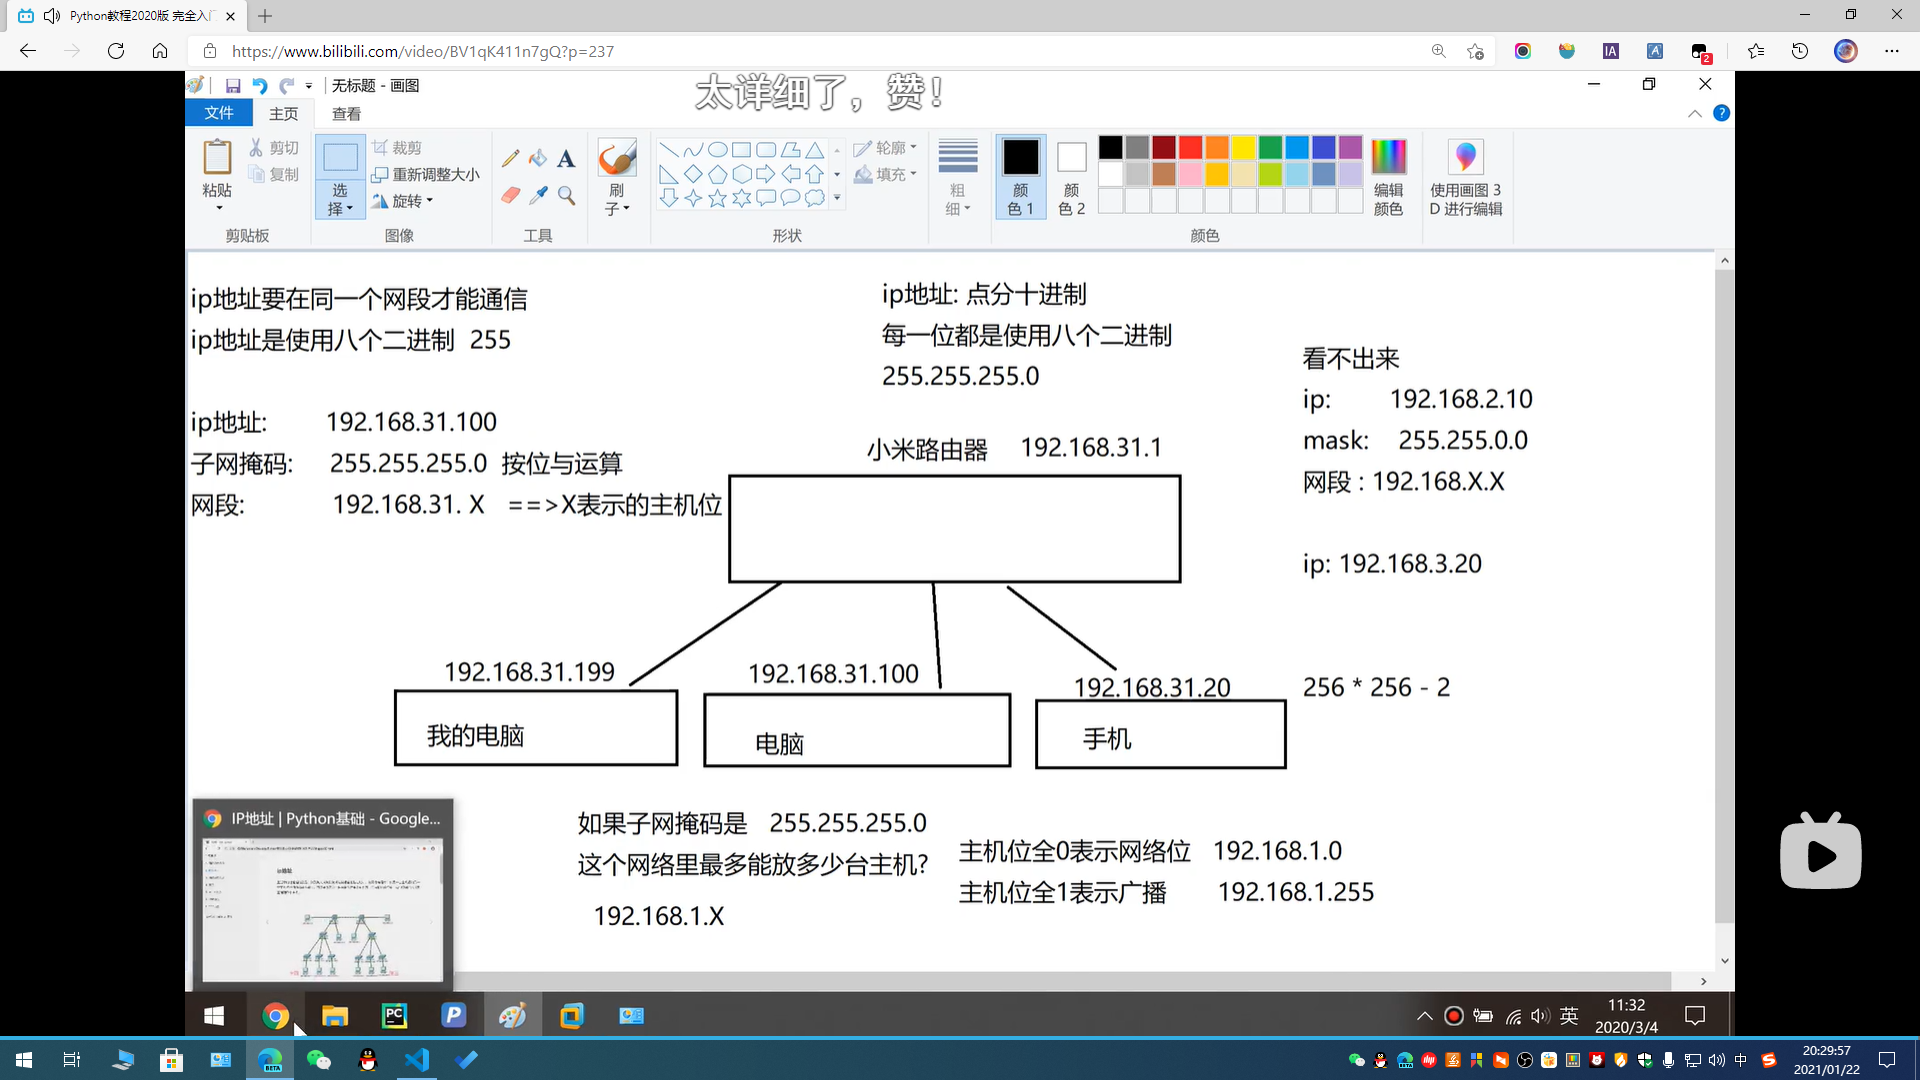 Python教程2020版 完全入门
https://www.bilibili.com/video/BV1qK411n7gQ?p=237
IA
A
2
无标题 - 画图
太详细了，赞！
文件
主页
查看
粘贴
剪切
复制
剪贴板
选择
裁剪
重新调整大小
旋转
图像
A
工具
刷子
轮廓
填充
形状
粗细
颜色 1
颜色 2
编辑颜色
颜色
使用画图 3D 进行编辑
ip地址要在同一个网段才能通信
ip地址是使用八个二进制 255
ip地址: 192.168.31.100
子网掩码: 255.255.255.0 按位与运算
网段: 192.168.31. X ==>X表示的主机位
ip地址: 点分十进制
每一位都是使用八个二进制
255.255.255.0
小米路由器 192.168.31.1
看不出来
ip: 192.168.2.10
mask: 255.255.0.0
网段 : 192.168.X.X
ip: 192.168.3.20
256 * 256 - 2
192.168.31.199
192.168.31.100
192.168.31.20
我的电脑
电脑
手机
IP地址 | Python基础 - Google...
如果子网掩码是 255.255.255.0
这个网络里最多能放多少台主机?
192.168.1.X
主机位全0表示网络位 192.168.1.0
主机位全1表示广播 192.168.1.255
PC
P
英
11:32
2020/3/4
BETA
中
20:29:57
2021/01/22